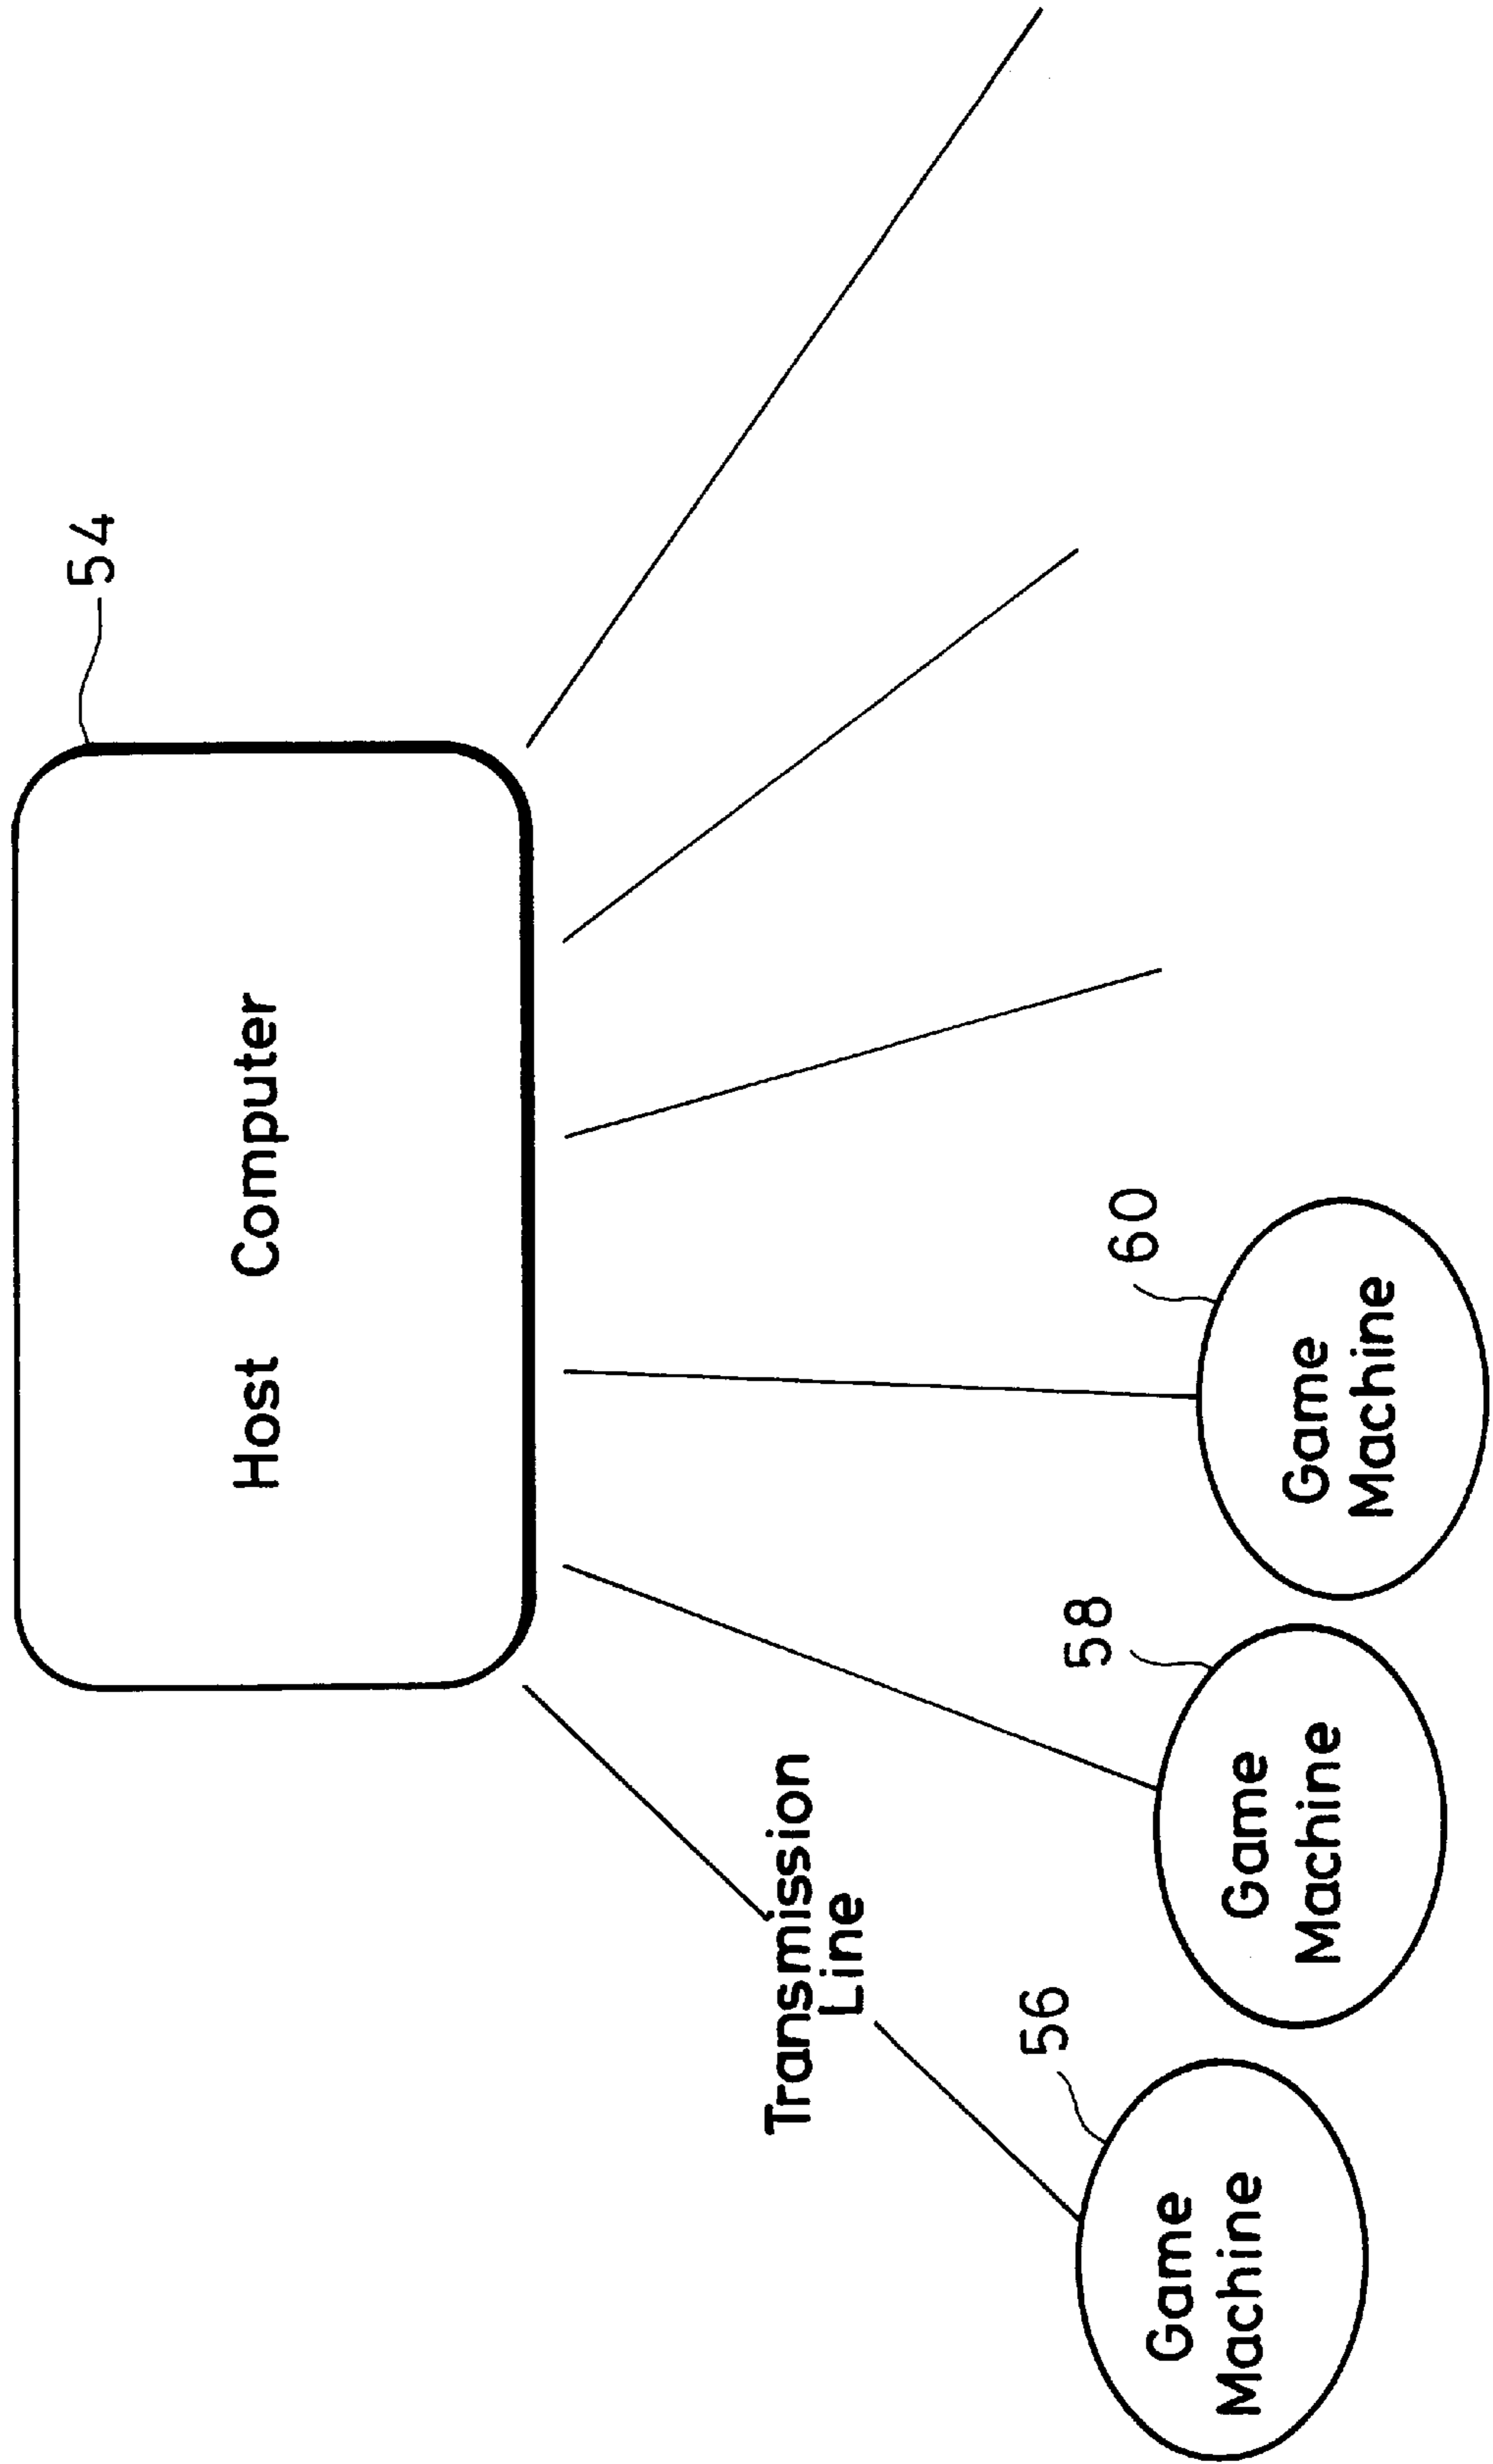 54
Host Computer
Transmission
Line
56
58
60
Game
Machine
Game
Machine
Game
Machine